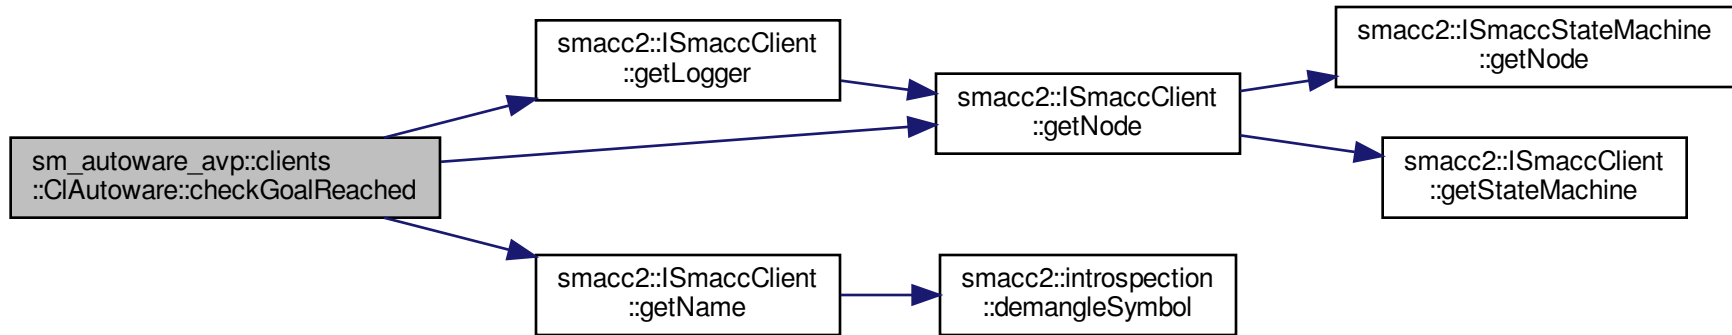 sm_autoware_avp::clients
::ClAutoware::checkGoalReached
smacc2::ISmaccClient
::getLogger
smacc2::ISmaccClient
::getNode
smacc2::ISmaccStateMachine
::getNode
smacc2::ISmaccClient
::getStateMachine
smacc2::ISmaccClient
::getName
smacc2::introspection
::demangleSymbol